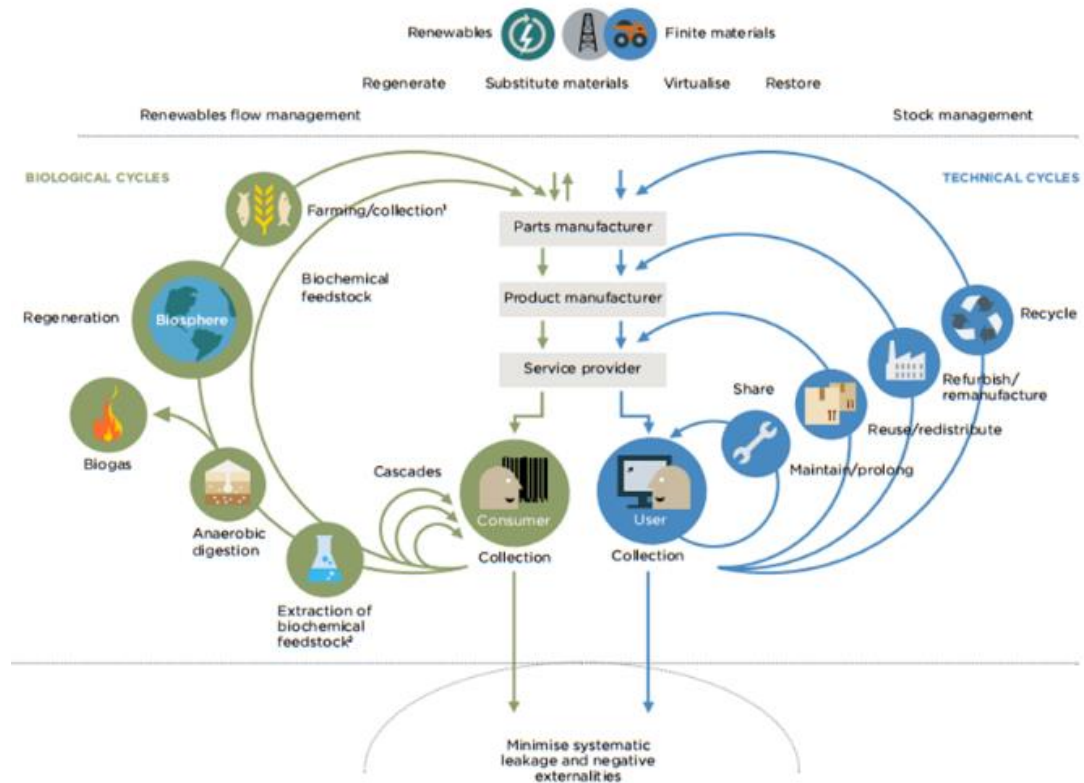 Renewables
Finite materials
Regenerate
Substitute materials
Virtualise
Restore
Renewables flow management
Stock management
BIOLOGICAL CYCLES
TECHNICAL CYCLES
Farming/collection¹
Parts manufacturer
Biochemical
feedstock
Product manufacturer
Regeneration
Biosphere
Recycle
Service provider
Share
Refurbish/
remanufacture
Reuse/redistribute
Biogas
Cascades
Maintain/prolong
Consumer
User
Anaerobic
digestion
Collection
Collection
Extraction of
biochemical
feedstock²
Minimise systematic
leakage and negative
externalities